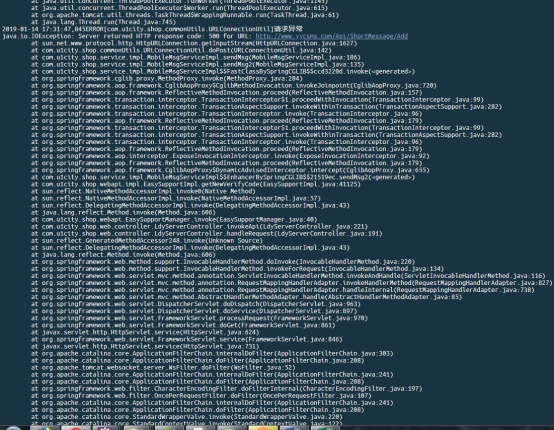 at java.util.concurrent.ThreadPoolExecutor.runWorker(ThreadPoolExecutor.java:1145)
at java.util.concurrent.ThreadPoolExecutor$Worker.run(ThreadPoolExecutor.java:615)
at org.apache.tomcat.util.threads.TaskThread$WrappingRunnable.run(TaskThread.java:61)
at java.lang.Thread.run(Thread.java:745)
2019-01-14 17:31:47,845[ERROR[com.u1city.shop.commonUtils.URLConnectionUtil]请求异常
java.io.IOException: Server returned HTTP response code: 500 for URL: /Api/ShortMessage/Add
at sun.net.www.protocol.http.HttpURLConnection.getInputStream(HttpURLConnection.java:1627)
at com.u1city.shop.commonUtils.URLConnectionUtil.doPost(URLConnectionUtil.java:142)
at com.u1city.shop.service.impl.MobileMsgServiceImpl.sendMsg(MobileMsgServiceImpl.java:186)
at com.u1city.shop.service.impl.MobileMsgServiceImpl.sendMsg2(MobileMsgServiceImpl.java:135)
at com.u1city.shop.service.impl.MobileMsgServiceImpl$$FastClassBySpringCGLIB$$ccd3220d.invoke(<generated>)
at org.springframework.cglib.proxy.MethodProxy.invoke(MethodProxy.java:204)
at org.springframework.aop.framework.CglibAopProxy$CglibMethodInvocation.invokeJoinpoint(CglibAopProxy.java:720)
at org.springframework.aop.framework.ReflectiveMethodInvocation.proceed(ReflectiveMethodInvocation.java:157)
at org.springframework.transaction.interceptor.TransactionInterceptor$1.proceedWithInvocation(TransactionInterceptor.java:99)
at org.springframework.transaction.interceptor.TransactionAspectSupport.invokeWithinTransaction(TransactionAspectSupport.java:282)
at org.springframework.transaction.interceptor.TransactionInterceptor.invoke(TransactionInterceptor.java:96)
at org.springframework.aop.framework.ReflectiveMethodInvocation.proceed(ReflectiveMethodInvocation.java:179)
at org.springframework.transaction.interceptor.TransactionInterceptor$1.proceedWithInvocation(TransactionInterceptor.java:99)
at org.springframework.transaction.interceptor.TransactionAspectSupport.invokeWithinTransaction(TransactionAspectSupport.java:282)
at org.springframework.transaction.interceptor.TransactionInterceptor.invoke(TransactionInterceptor.java:96)
at org.springframework.aop.framework.ReflectiveMethodInvocation.proceed(ReflectiveMethodInvocation.java:179)
at org.springframework.aop.interceptor.ExposeInvocationInterceptor.invoke(ExposeInvocationInterceptor.java:92)
at org.springframework.aop.framework.ReflectiveMethodInvocation.proceed(ReflectiveMethodInvocation.java:179)
at org.springframework.aop.framework.CglibAopProxy$DynamicAdvisedInterceptor.intercept(CglibAopProxy.java:655)
at com.u1city.shop.service.impl.MobileMsgServiceImpl$$EnhancerBySpringCGLIB$$ .sendMsg2(<generated>)
at com.u1city.shop.webapi.impl.EasySupportImpl.getNewVerifyCode(EasySupportImpl.java:41125)
at sun.reflect.NativeMethodAccessorImpl.invoke0(Native Method)
at sun.reflect.NativeMethodAccessorImpl.invoke(NativeMethodAccessorImpl.java:57)
at sun.reflect.DelegatingMethodAccessorImpl.invoke(DelegatingMethodAccessorImpl.java:43)
at java.lang.reflect.Method.invoke(Method.java:606)
at com.u1city.shop.webapi.EasySupportManager.invoke(EasySupportManager.java:40)
at com.u1city.shop.web.controller.LdyServerController.invokeApi(LdyServerController.java:221)
at com.u1city.shop.web.controller.LdyServerController.handleRequest(LdyServerController.java:191)
at sun.reflect.GeneratedMethodAccessor248.invoke(Unknown Source)
at sun.reflect.DelegatingMethodAccessorImpl.invoke(DelegatingMethodAccessorImpl.java:43)
at java.lang.reflect.Method.invoke(Method.java:606)
at org.springframework.web.method.support.InvocableHandlerMethod.doInvoke(InvocableHandlerMethod.java:220)
at org.springframework.web.method.support.InvocableHandlerMethod.invokeForRequest(InvocableHandlerMethod.java:134)
at org.springframework.web.servlet.mvc.method.annotation.ServletInvocableHandlerMethod.invokeAndHandle(ServletInvocableHandlerMethod.java:116)
at org.springframework.web.servlet.mvc.method.annotation.RequestMappingHandlerAdapter.invokeHandlerMethod(RequestMappingHandlerAdapter.java:827)
at org.springframework.web.servlet.mvc.method.annotation.RequestMappingHandlerAdapter.handleInternal(RequestMappingHandlerAdapter.java:738)
at org.springframework.web.servlet.mvc.method.AbstractHandlerMethodAdapter.handle(AbstractHandlerMethodAdapter.java:85)
at org.springframework.web.servlet.DispatcherServlet.doDispatch(DispatcherServlet.java:963)
at org.springframework.web.servlet.DispatcherServlet.doService(DispatcherServlet.java:897)
at org.springframework.web.servlet.FrameworkServlet.processRequest(FrameworkServlet.java:970)
at org.springframework.web.servlet.FrameworkServlet.doGet(FrameworkServlet.java:861)
at javax.servlet.http.HttpServlet.service(HttpServlet.java:624)
at org.springframework.web.servlet.FrameworkServlet.service(FrameworkServlet.java:846)
at javax.servlet.http.HttpServlet.service(HttpServlet.java:731)
at org.apache.catalina.core.ApplicationFilterChain.internalDoFilter(ApplicationFilterChain.java:303)
at org.apache.catalina.core.ApplicationFilterChain.doFilter(ApplicationFilterChain.java:208)
at org.apache.tomcat.websocket.server.WsFilter.doFilter(WsFilter.java:52)
at org.apache.catalina.core.ApplicationFilterChain.internalDoFilter(ApplicationFilterChain.java:241)
at org.apache.catalina.core.ApplicationFilterChain.doFilter(ApplicationFilterChain.java:208)
at org.springframework.web.filter.CharacterEncodingFilter.doFilterInternal(CharacterEncodingFilter.java:197)
at org.springframework.web.filter.OncePerRequestFilter.doFilter(OncePerRequestFilter.java:107)
at org.apache.catalina.core.ApplicationFilterChain.internalDoFilter(ApplicationFilterChain.java:241)
at org.apache.catalina.core.ApplicationFilterChain.doFilter(ApplicationFilterChain.java:208)
at org.apache.catalina.core.StandardWrapperValve.invoke(StandardWrapperValve.java:220)
at org.apache.catalina.core.StandardContextValve.invoke(StandardContextValve.java:122)